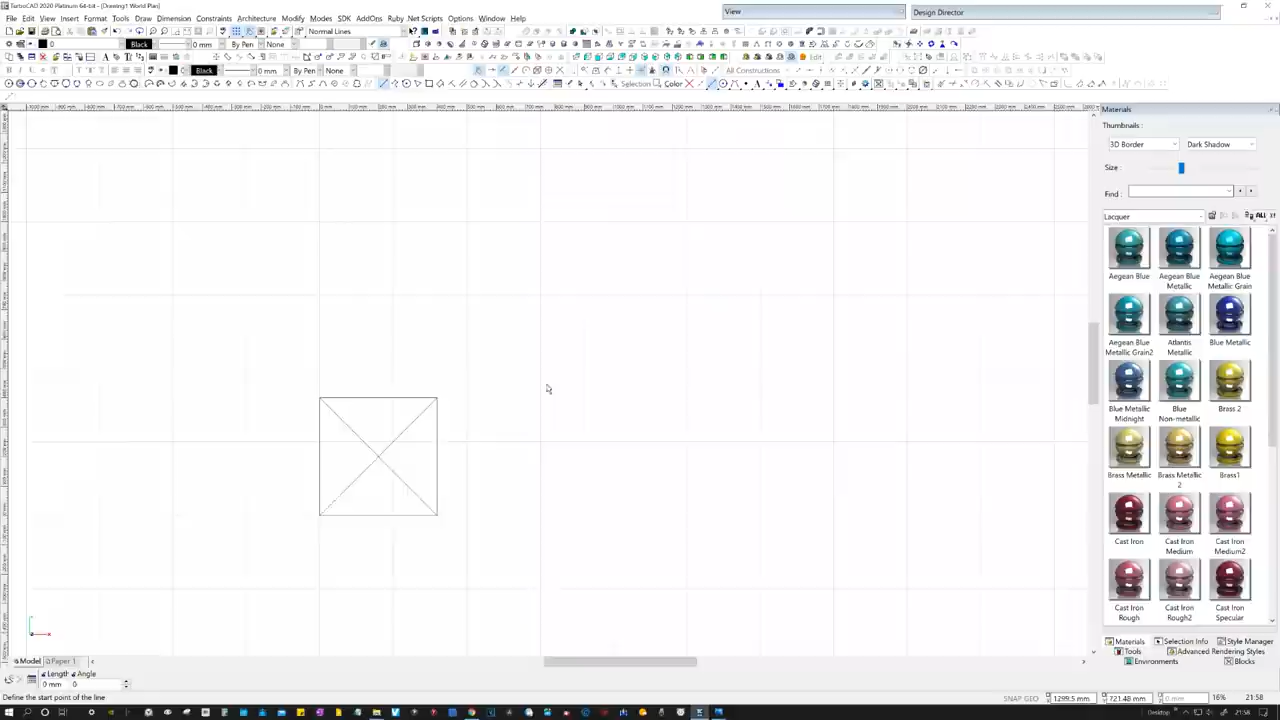 TurboCAD 2020 Platinum 64-bit - [Drawing1 World Plan]
View
Design Director
File Edit View Insert Format Tools Draw Dimension Constraints Architecture Modify Modes SDK AddOns Ruby .Net Scripts Options Window Help
Normal Lines
0 Black 0 mm By Pen None
Edit
Black 0 mm By Pen None
All Constructions
Selection Color
Materials
Thumbnails :
3D Border Dark Shadow
Size :
Find :
Lacquer ALL
Aegean Blue Aegean Blue Metallic Aegean Blue Metallic Grain
Aegean Blue Metallic Grain2 Atlantis Metallic Blue Metallic
Blue Metallic Midnight Blue Non-metallic Brass 2
Brass Metallic Brass Metallic 2 Brass1
Cast Iron Cast Iron Medium Cast Iron Medium2
Cast Iron Rough Cast Iron Rough2 Cast Iron Specular
Materials Selection Info Style Manager
Tools Advanced Rendering Styles
Environments Blocks
Model Paper 1
Length Angle
0 mm 0
Define the start point of the line
SNAP GEO 1299.5 mm 721.48 mm 0 mm 16% 21:58
Desktop 21:58